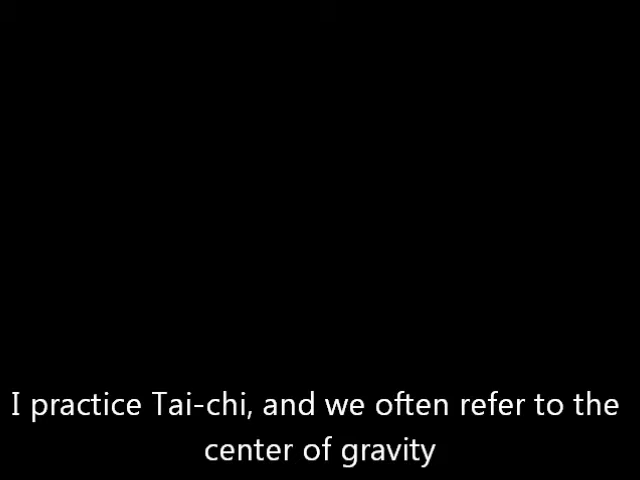 I practice Tai-chi, and we often refer to the
center of gravity